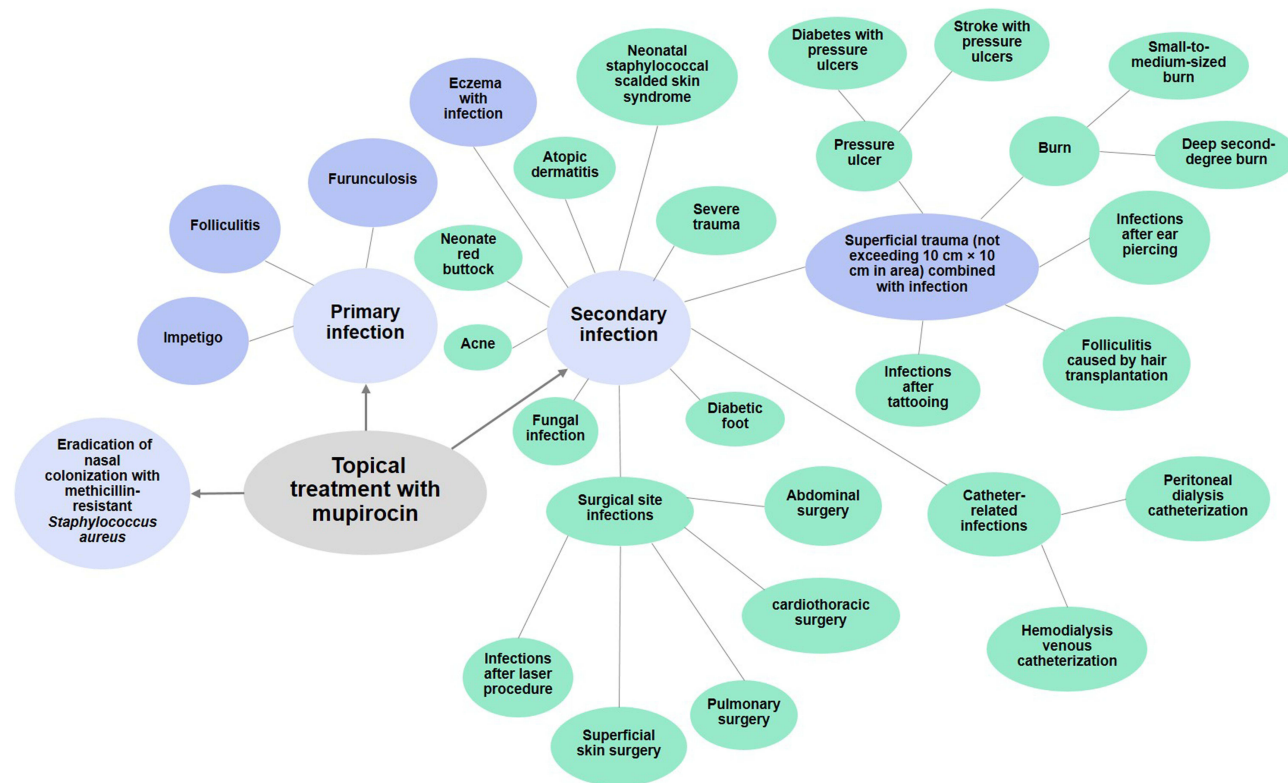 Diabetes with
pressure
ulcers
Stroke with
pressure
ulcers
Small-to-
medium-sized
burn
Neonatal
staphylococcal
scalded skin
syndrome
Eczema
with
infection
Pressure
ulcer
Burn
Deep second-
degree burn
Atopic
dermatitis
Furunculosis
Folliculitis
Severe
trauma
Infections
after ear
piercing
Neonate
red
buttock
Superficial trauma (not
exceeding 10 cm × 10
cm in area) combined
with infection
Primary
infection
Secondary
infection
Impetigo
Acne
Folliculitis
caused by hair
transplantation
Infections
after
tattooing
Fungal
infection
Diabetic
foot
Eradication of
nasal
colonization with
methicillin-
resistant
Staphylococcus
aureus
Topical
treatment with
mupirocin
Surgical site
infections
Abdominal
surgery
Catheter-
related
infections
Peritoneal
dialysis
catheterization
cardiothoracic
surgery
Hemodialysis
venous
catheterization
Infections
after laser
procedure
Pulmonary
surgery
Superficial
skin surgery